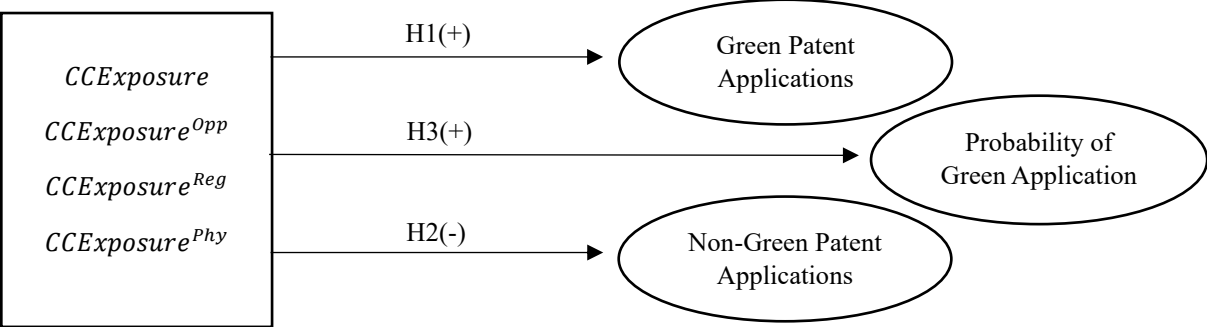 CCExposure
CCExposure^Opp
CCExposure^Reg
CCExposure^Phy
H1(+)
Green Patent
Applications
H3(+)
Probability of
Green Application
H2(-)
Non-Green Patent
Applications